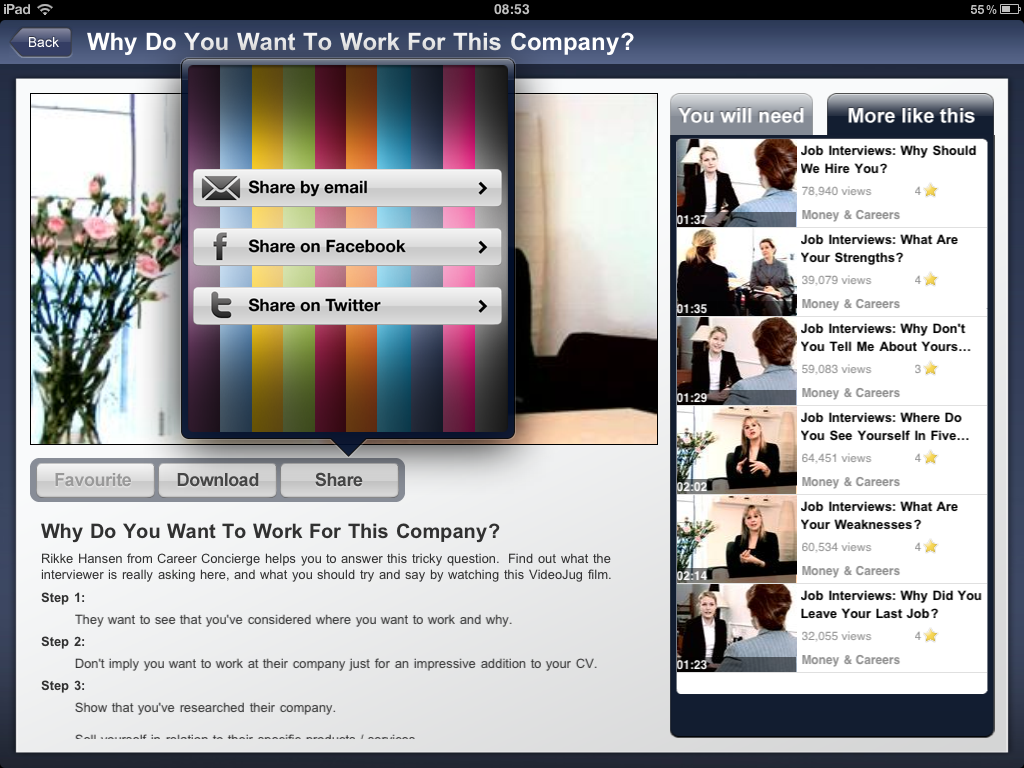 iPad
08:53
55%
Back
Why Do You Want To Work For This Company?
Share by email
Share on Facebook
Share on Twitter
Favourite
Download
Share
Why Do You Want To Work For This Company?
Rikke Hansen from Career Concierge helps you to answer this tricky question. Find out what the
interviewer is really asking here, and what you should try and say by watching this VideoJug film.
Step 1:
They want to see that you've considered where you want to work and why.
Step 2:
Don't imply you want to work at their company just for an impressive addition to your CV.
Step 3:
Show that you've researched their company.
Sell yourself in relation to their specific products / services
You will need
More like this
01:37
Job Interviews: Why Should
We Hire You?
78,940 views 4
Money & Careers
01:35
Job Interviews: What Are
Your Strengths?
39,079 views 4
Money & Careers
01:29
Job Interviews: Why Don't
You Tell Me About Yours...
59,083 views 3
Money & Careers
02:02
Job Interviews: Where Do
You See Yourself In Five...
64,451 views 4
Money & Careers
02:14
Job Interviews: What Are
Your Weaknesses?
60,534 views 4
Money & Careers
01:23
Job Interviews: Why Did You
Leave Your Last Job?
32,055 views 4
Money & Careers